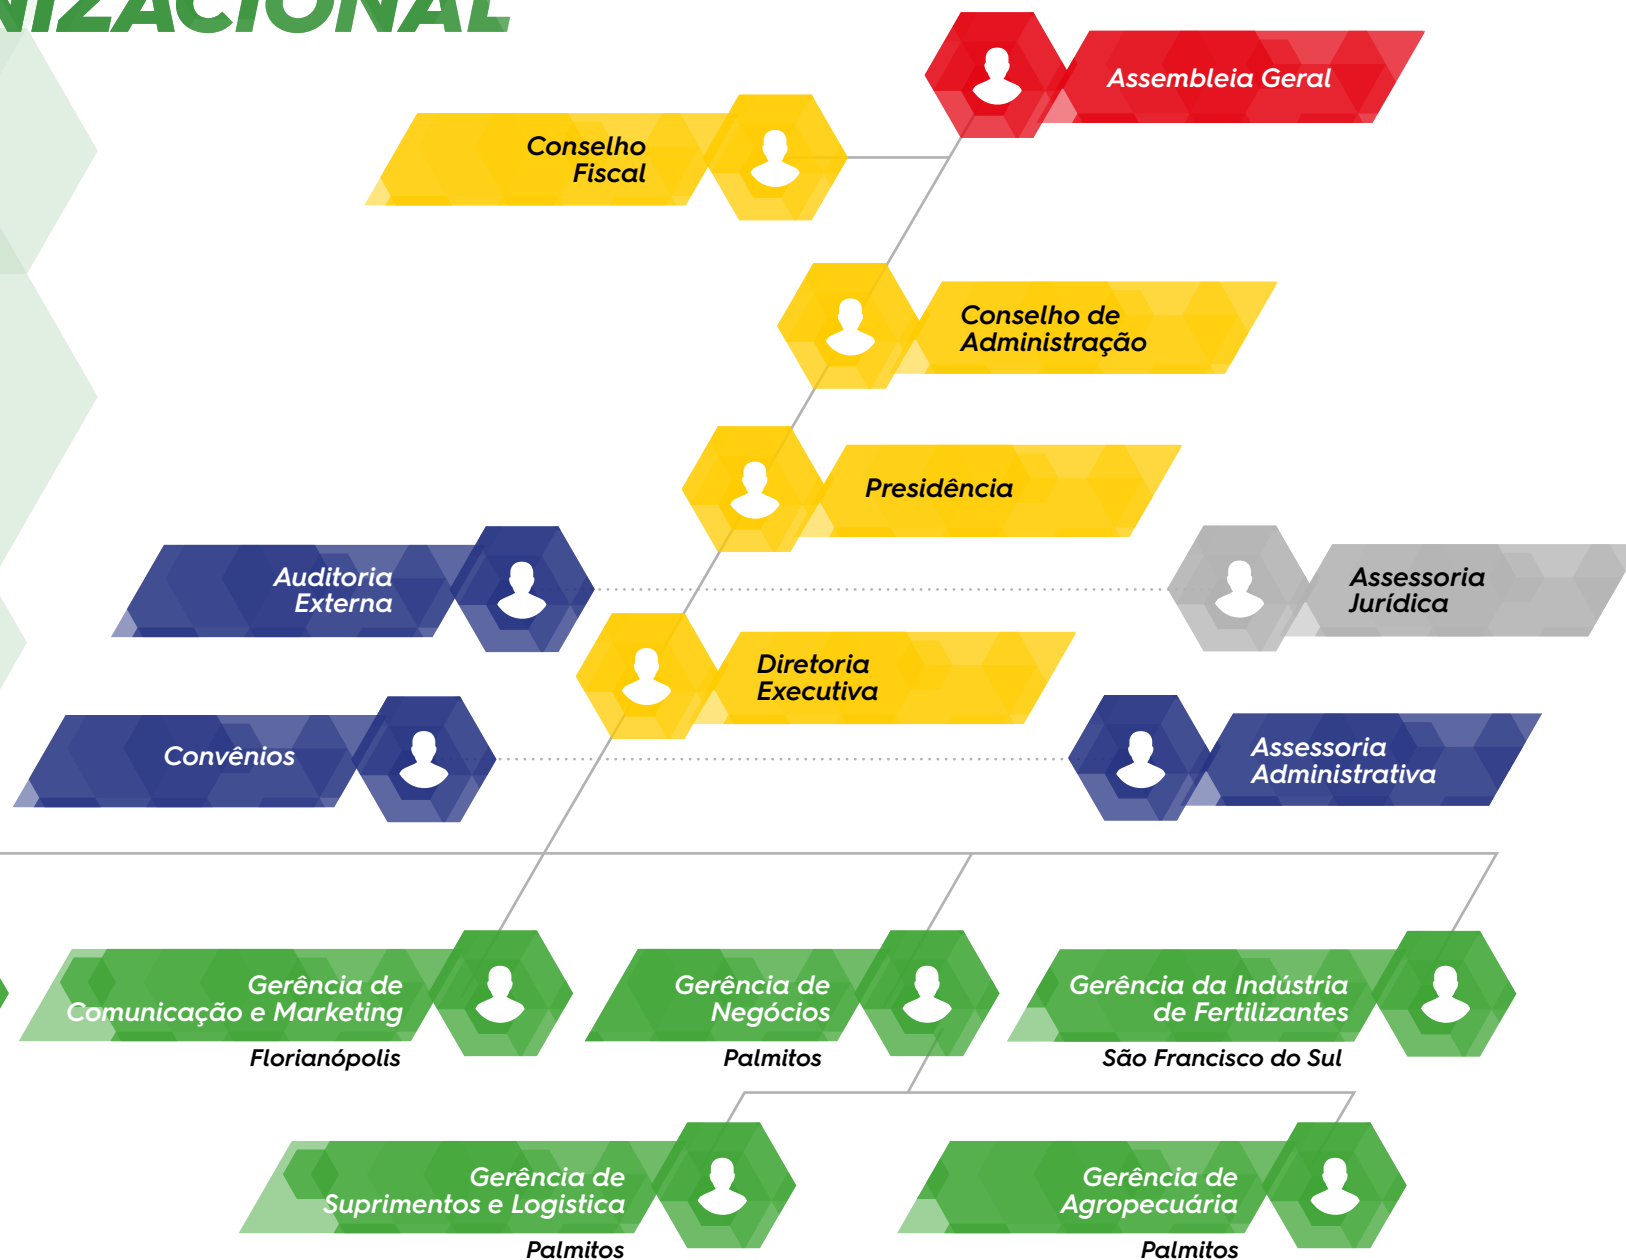 NIZACIONAL
Assembleia Geral
Conselho
Fiscal
Conselho de
Administração
Presidência
Auditoria
Externa
Assessoria
Jurídica
Diretoria
Executiva
Convênios
Assessoria
Administrativa
Gerência de
Comunicação e Marketing
Florianópolis
Gerência de
Negócios
Palmitos
Gerência da Indústria
de Fertilizantes
São Francisco do Sul
Gerência de
Suprimentos e Logistica
Palmitos
Gerência de
Agropecuária
Palmitos